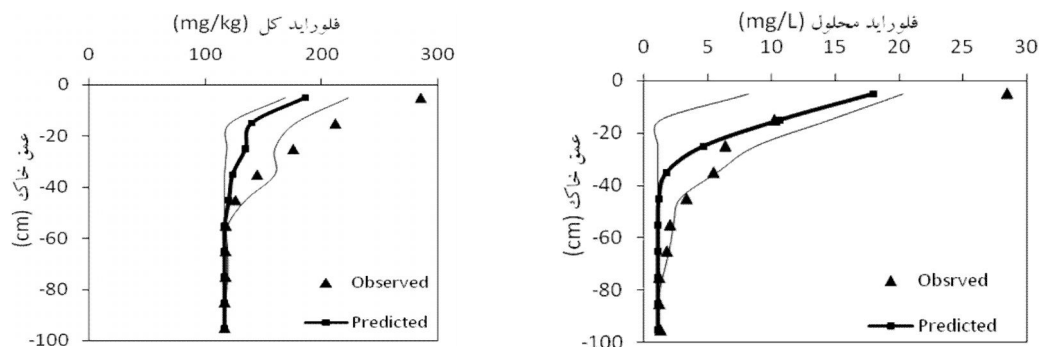 فلوراید کل (mg/kg)
0 100 200 300
0
-20
-40
-60
-80
-100
عمق خاک (cm)
Observed
Predicted
فلوراید محلول (mg/L)
0 5 10 15 20 25 30
0
-20
-40
-60
-80
-100
عمق خاک (cm)
Obsrved
Predicted